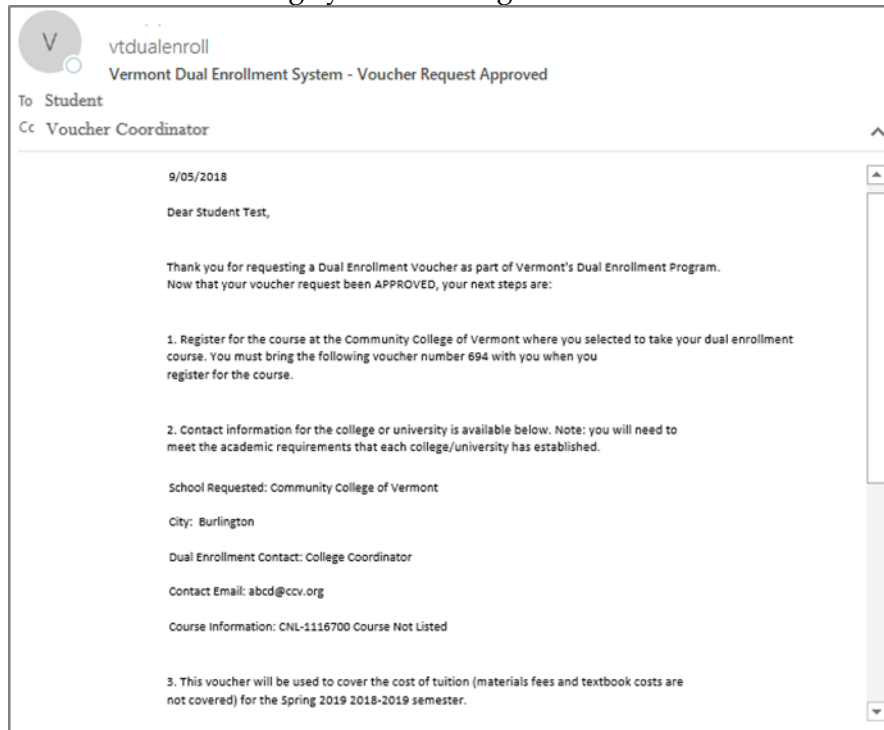 V
vtdualenroll
Vermont Dual Enrollment System - Voucher Request Approved
To Student
Cc Voucher Coordinator
9/05/2018
Dear Student Test,
Thank you for requesting a Dual Enrollment Voucher as part of Vermont's Dual Enrollment Program.
Now that your voucher request been APPROVED, your next steps are:
1. Register for the course at the Community College of Vermont where you selected to take your dual enrollment
course. You must bring the following voucher number 694 with you when you
register for the course.
2. Contact information for the college or university is available below. Note: you will need to
meet the academic requirements that each college/university has established.
School Requested: Community College of Vermont
City: Burlington
Dual Enrollment Contact: College Coordinator
Contact Email: abcd@ccv.org
Course Information: CNL-1116700 Course Not Listed
3. This voucher will be used to cover the cost of tuition (materials fees and textbook costs are
not covered) for the Spring 2019 2018-2019 semester.